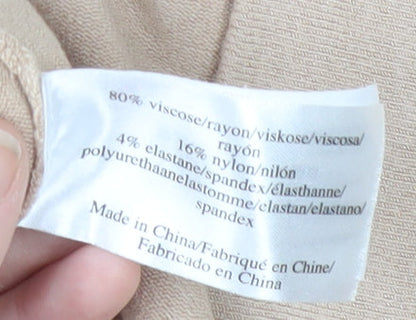 80% viscose/rayon/viskose/viscosa/
rayón
16% nylon/nilón
4% elastane/spandex/élasthanne/
polyurethaanelastomme/elastan/elastano/
spandex
Made in China/Fabriqué en Chine/
Fabricado en China